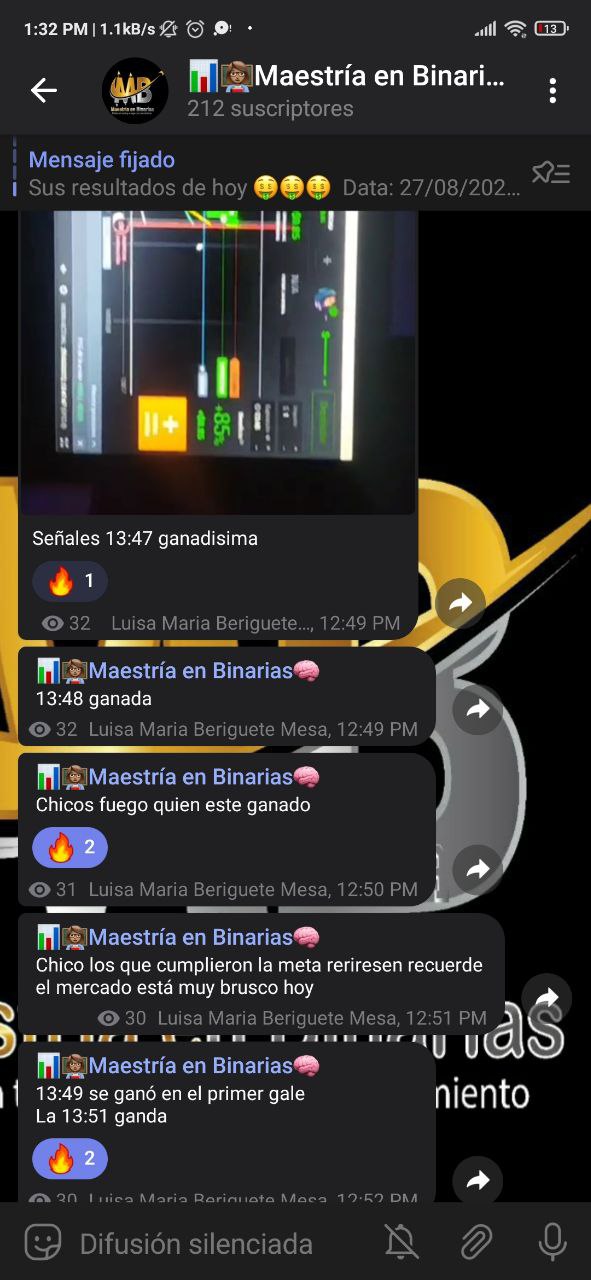 1:32 PM | 1.1kB/s
13
Maestría en Binari...
212 suscriptores
Mensaje fijado
Sus resultados de hoy 🤑🤑🤑 Data: 27/08/202...
+85%
Señales 13:47 ganadisima
🔥 1
32 Luisa Maria Beriguete..., 12:49 PM
📊👩🏽‍🏫Maestría en Binarias🧠
13:48 ganada
32 Luisa Maria Beriguete Mesa, 12:49 PM
📊👩🏽‍🏫Maestría en Binarias🧠
Chicos fuego quien este ganado
🔥 2
31 Luisa Maria Beriguete Mesa, 12:50 PM
📊👩🏽‍🏫Maestría en Binarias🧠
Chico los que cumplieron la meta reriresen recuerde
el mercado está muy brusco hoy
30 Luisa Maria Beriguete Mesa, 12:51 PM
📊👩🏽‍🏫Maestría en Binarias🧠
13:49 se ganó en el primer gale
La 13:51 ganda
🔥 2
30 Luisa Maria Beriguete Mesa, 12:52 PM
Difusión silenciada